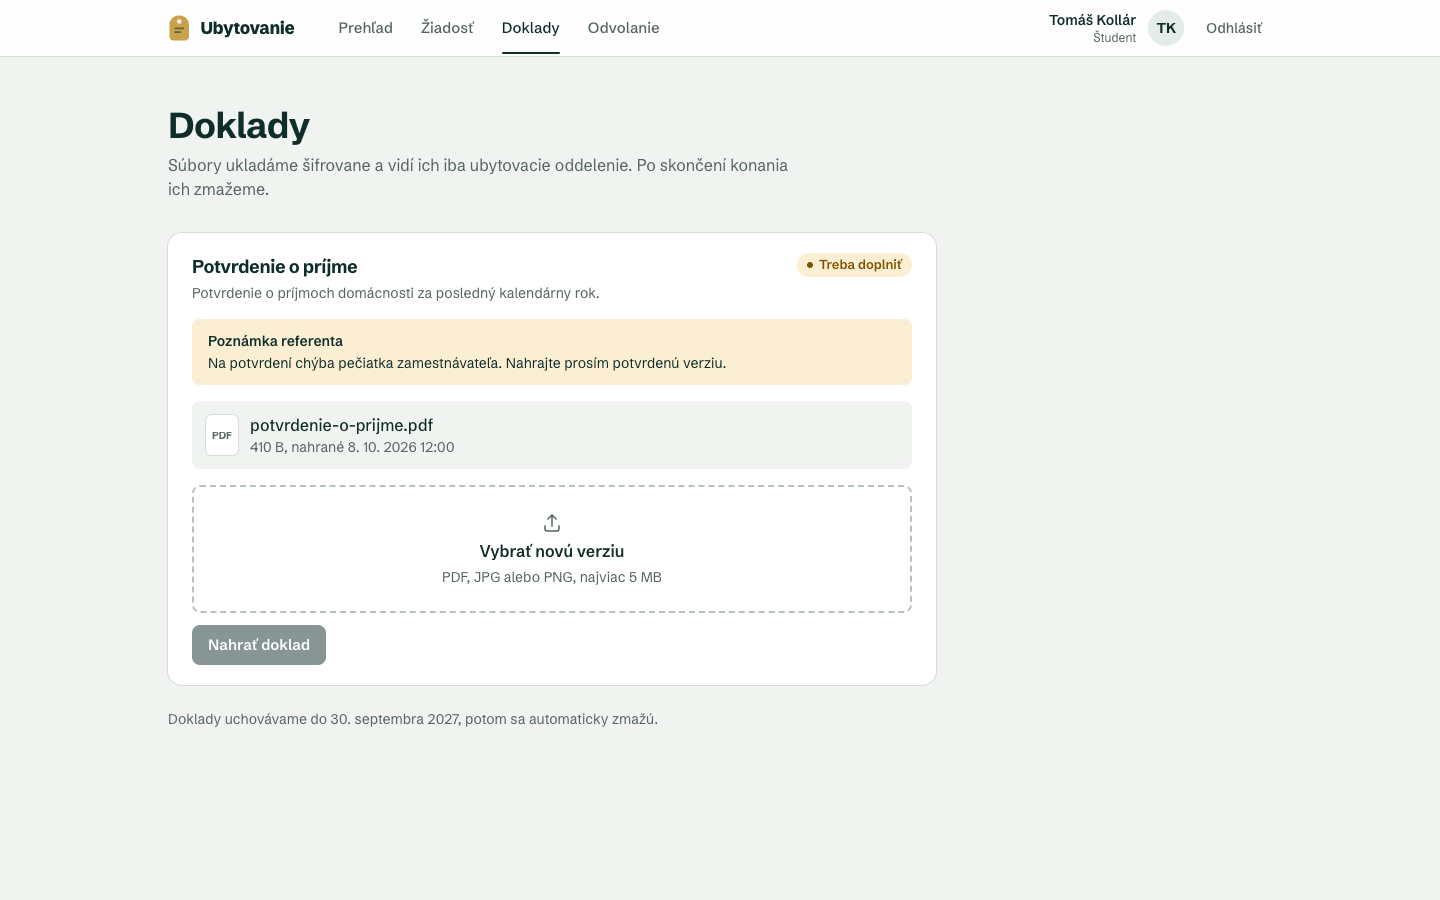 Ubytovanie
Prehľad
Žiadosť
Doklady
Odvolanie
Tomáš Kollár
Študent
TK
Odhlásiť
Doklady
Súbory ukladáme šifrovane a vidí ich iba ubytovacie oddelenie. Po skončení konania
ich zmažeme.
Potvrdenie o príjme
Treba doplniť
Potvrdenie o príjmoch domácnosti za posledný kalendárny rok.
Poznámka referenta
Na potvrdení chýba pečiatka zamestnávateľa. Nahrajte prosím potvrdenú verziu.
PDF
potvrdenie-o-prijme.pdf
410 B, nahrané 8. 10. 2026 12:00
Vybrať novú verziu
PDF, JPG alebo PNG, najviac 5 MB
Nahrať doklad
Doklady uchovávame do 30. septembra 2027, potom sa automaticky zmažú.